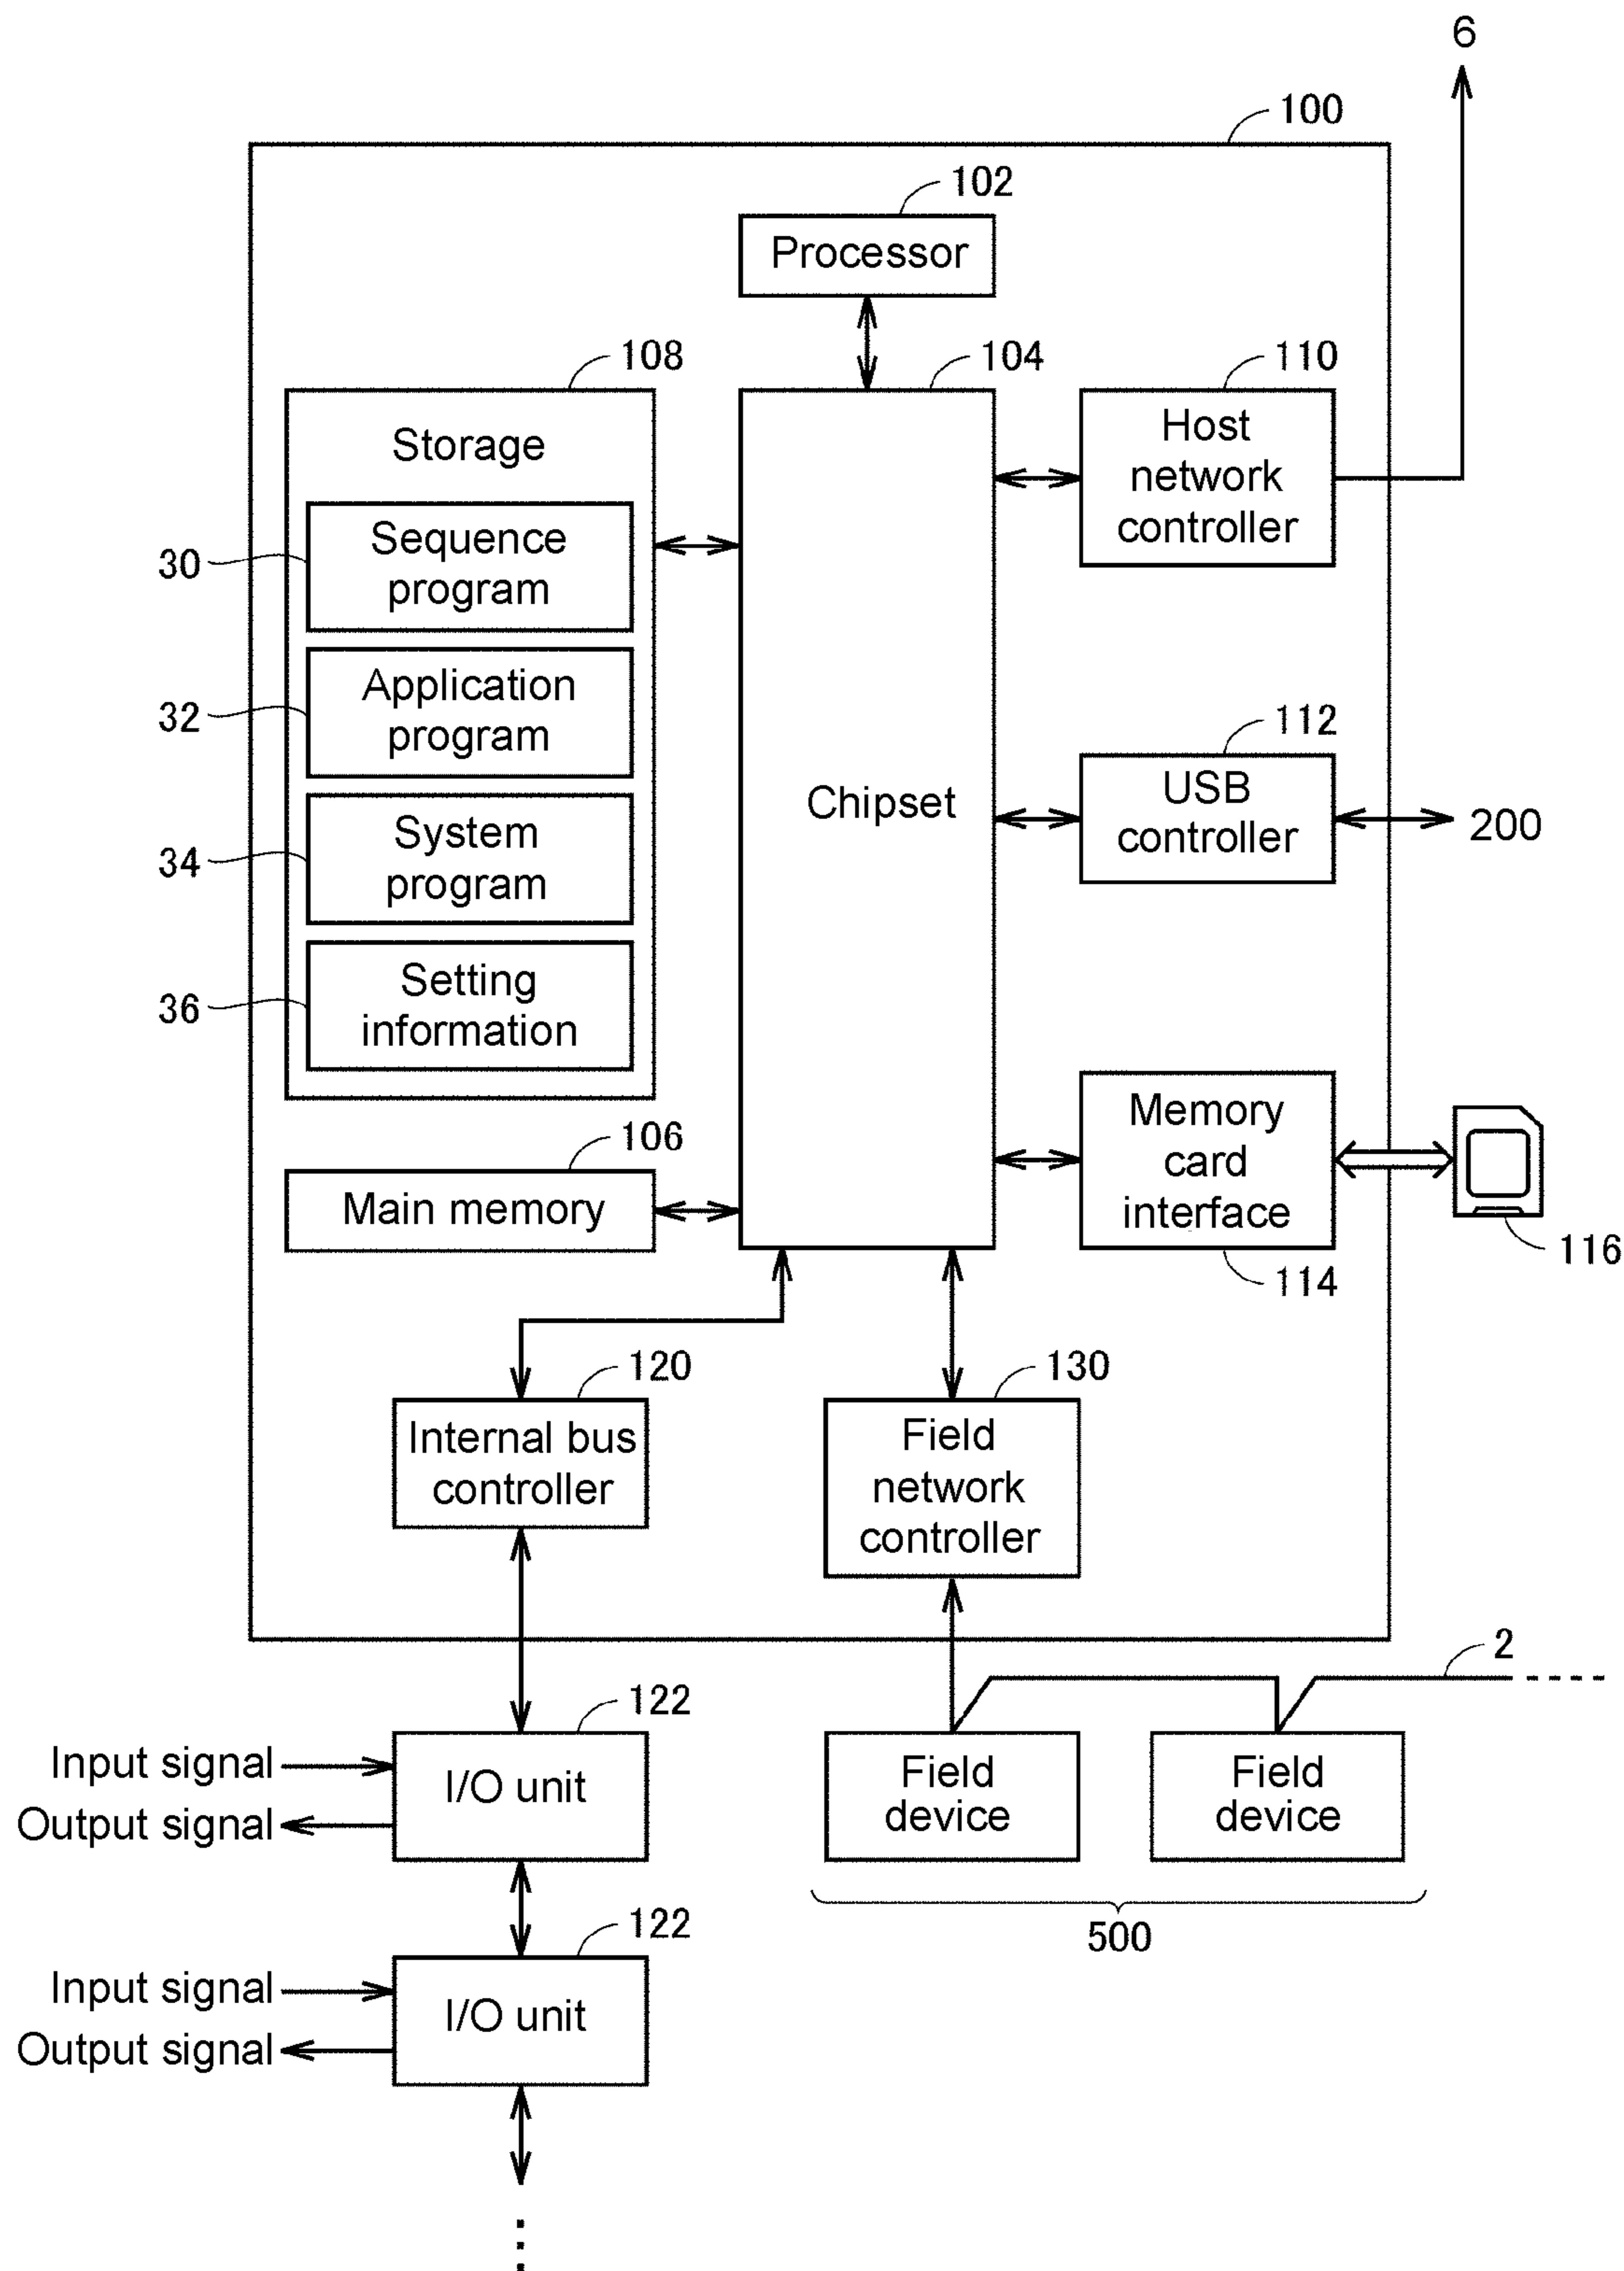 6
100
102
Processor
108
104
110
Storage
Host
network
controller
30
Sequence
program
32
Application
program
112
USB
controller
200
Chipset
34
System
program
36
Setting
information
Memory
card
interface
114
116
106
Main memory
120
Internal bus
controller
130
Field
network
controller
2
122
Input signal
Output signal
I/O unit
Field
device
Field
device
500
122
Input signal
Output signal
I/O unit